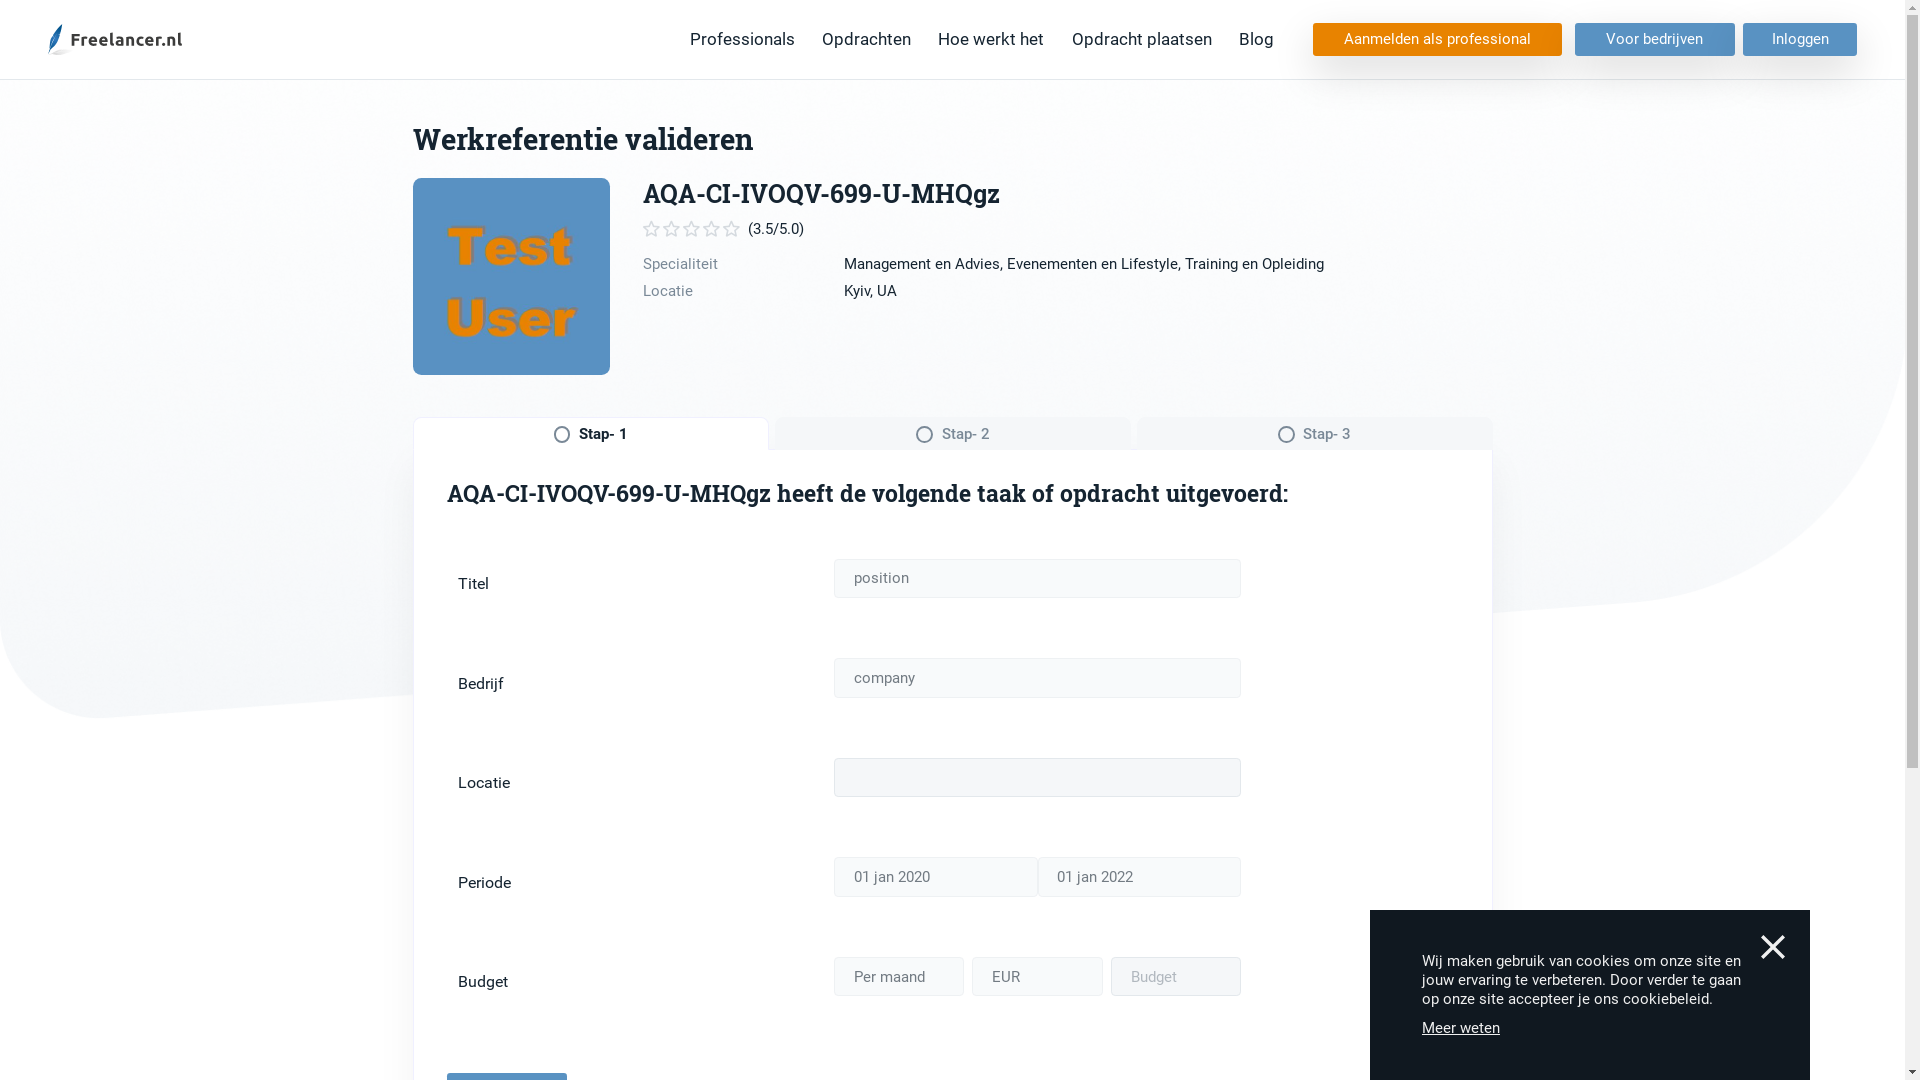 Freelancer.nl
Professionals Opdrachten Hoe werkt het Opdracht plaatsen Blog Aanmelden als professional Voor bedrijven Inloggen
Werkreferentie valideren
Test
User
AQA-CI-IVOQV-699-U-MHQgz
(3.5/5.0)
Specialiteit Management en Advies, Evenementen en Lifestyle, Training en Opleiding
Locatie Kyiv, UA
Stap- 1 Stap- 2 Stap- 3
AQA-CI-IVOQV-699-U-MHQgz heeft de volgende taak of opdracht uitgevoerd:
Titel position
Bedrijf company
Locatie
Periode 01 jan 2020 01 jan 2022
Budget Per maand EUR Budget
Wij maken gebruik van cookies om onze site en
jouw ervaring te verbeteren. Door verder te gaan
op onze site accepteer je ons cookiebeleid.
Meer weten